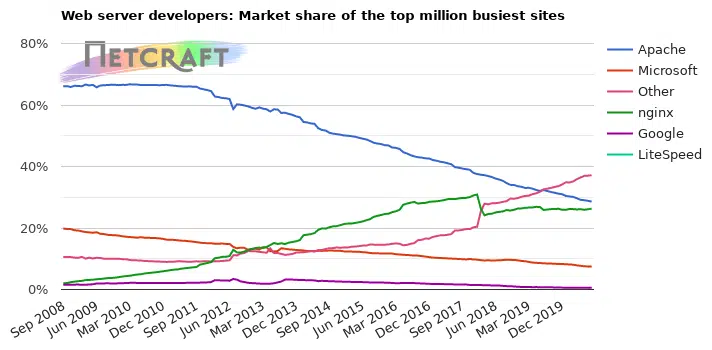 Web server developers: Market share of the top million busiest sites
80%
60%
40%
20%
0%
NETCRAFT
Apache
Microsoft
Other
nginx
Google
LiteSpeed
Sep 2008
Jun 2009
Mar 2010
Dec 2010
Sep 2011
Jun 2012
Mar 2013
Dec 2013
Sep 2014
Jun 2015
Mar 2016
Dec 2016
Sep 2017
Jun 2018
Mar 2019
Dec 2019